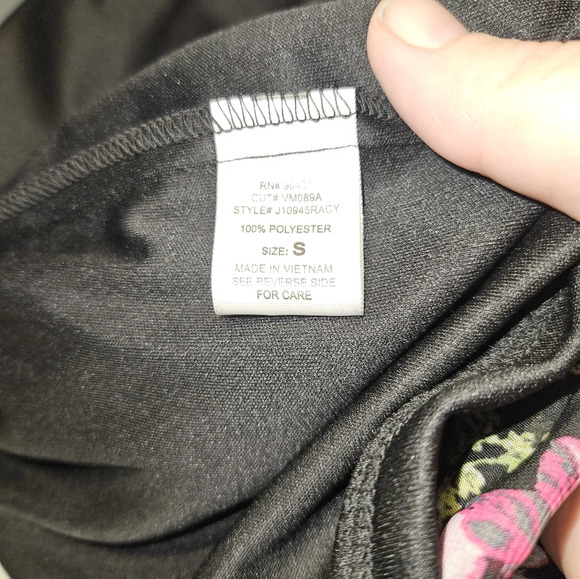 RN#
CUT# VM089A
STYLE# J10945RACY
100% POLYESTER
SIZE: S
MADE IN VIETNAM
SEE REVERSE SIDE
FOR CARE